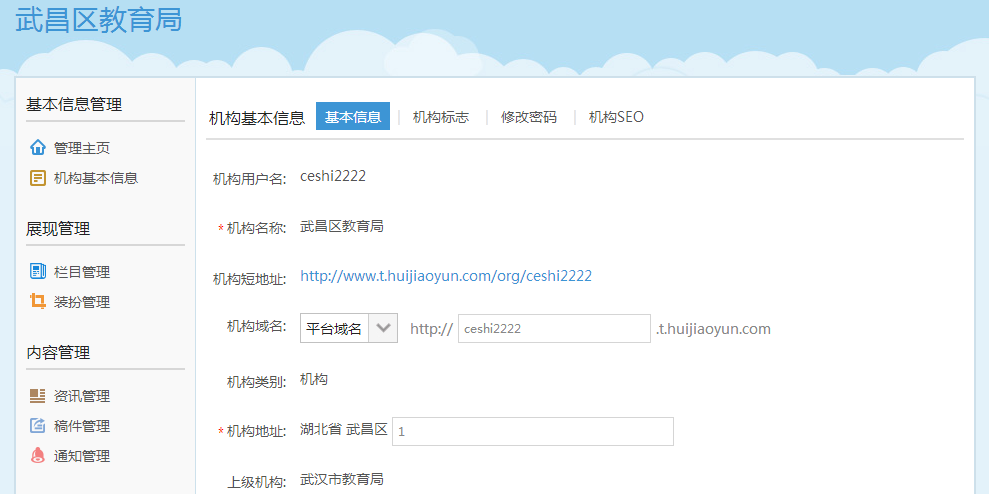 武昌区教育局
基本信息管理
管理主页
机构基本信息
展现管理
栏目管理
装扮管理
内容管理
资讯管理
稿件管理
通知管理
机构基本信息 基本信息 | 机构标志 | 修改密码 | 机构SEO
机构用户名: ceshi2222
* 机构名称: 武昌区教育局
机构短地址: http://www.t.huijiaoyun.com/org/ceshi2222
机构域名: 平台域名 http:// ceshi2222 .t.huijiaoyun.com
机构类别: 机构
* 机构地址: 湖北省 武昌区 1
上级机构: 武汉市教育局